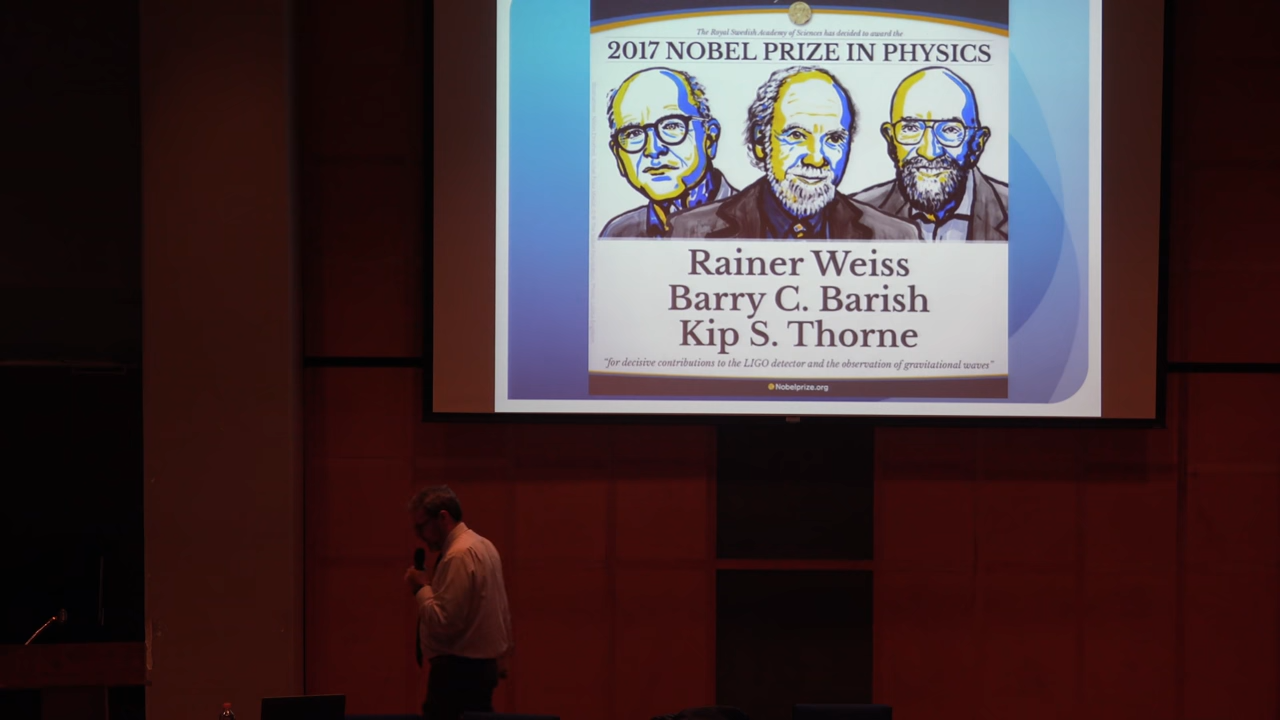 The Royal Swedish Academy of Sciences has decided to award the
2017 NOBEL PRIZE IN PHYSICS
Rainer Weiss
Barry C. Barish
Kip S. Thorne
"for decisive contributions to the LIGO detector and the observation of gravitational waves"
Nobelprize.org